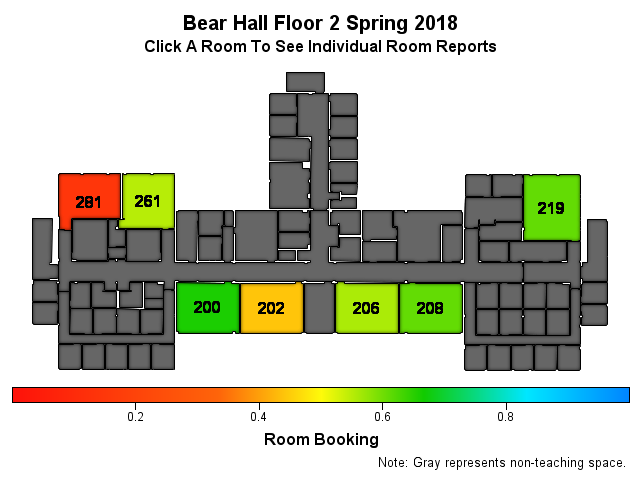 Bear Hall Floor 2 Spring 2018
Click A Room To See Individual Room Reports
281
261
219
200
202
206
208
0.2
0.4
0.6
0.8
Room Booking
Note: Gray represents non-teaching space.